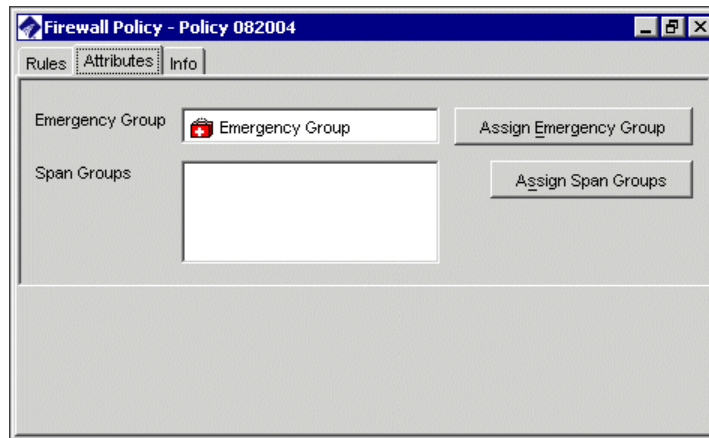 Firewall Policy - Policy 082004
Rules Attributes Info
Emergency Group Emergency Group Assign Emergency Group
Span Groups Assign Span Groups